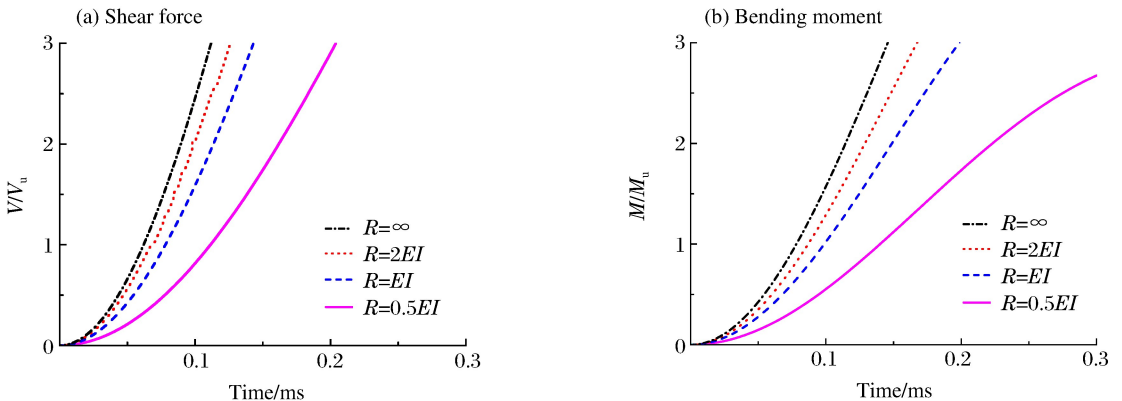 (a) Shear force
V/Vu
3
2
1
0
0.1
0.2
0.3
Time/ms
R=∞
R=2EI
R=EI
R=0.5EI
(b) Bending moment
M/Mu
3
2
1
0
0.1
0.2
0.3
Time/ms
R=∞
R=2EI
R=EI
R=0.5EI